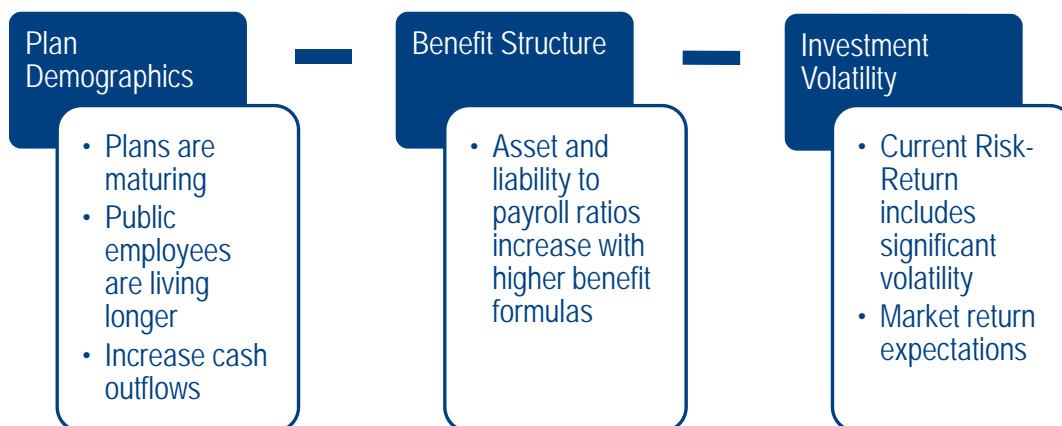 Plan
Demographics
• Plans are
maturing
• Public
employees
are living
longer
• Increase cash
outflows
Benefit Structure
• Asset and
liability to
payroll ratios
increase with
higher benefit
formulas
Investment
Volatility
• Current Risk-
Return
includes
significant
volatility
• Market return
expectations